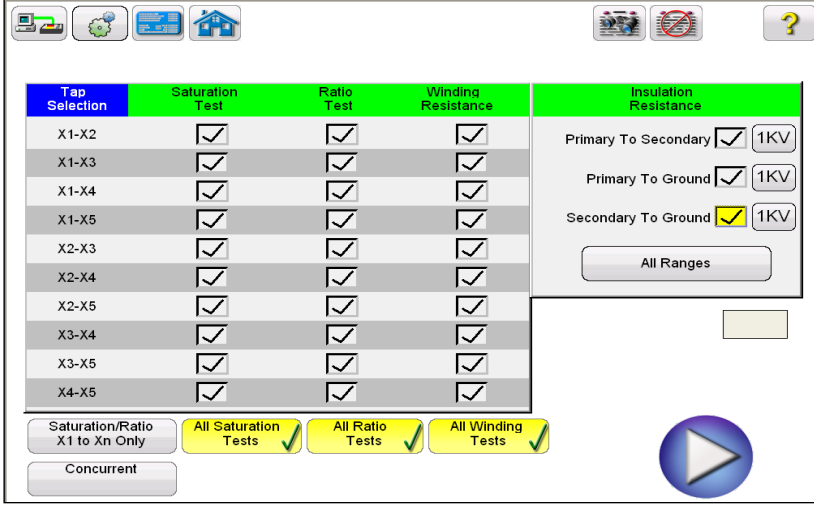 ?
Tap Selection
Saturation Test
Ratio Test
Winding Resistance
Insulation Resistance
X1-X2
X1-X3
X1-X4
X1-X5
X2-X3
X2-X4
X2-X5
X3-X4
X3-X5
X4-X5
Primary To Secondary 1KV
Primary To Ground 1KV
Secondary To Ground 1KV
All Ranges
Saturation/Ratio
X1 to Xn Only
All Saturation
Tests
All Ratio
Tests
All Winding
Tests
Concurrent